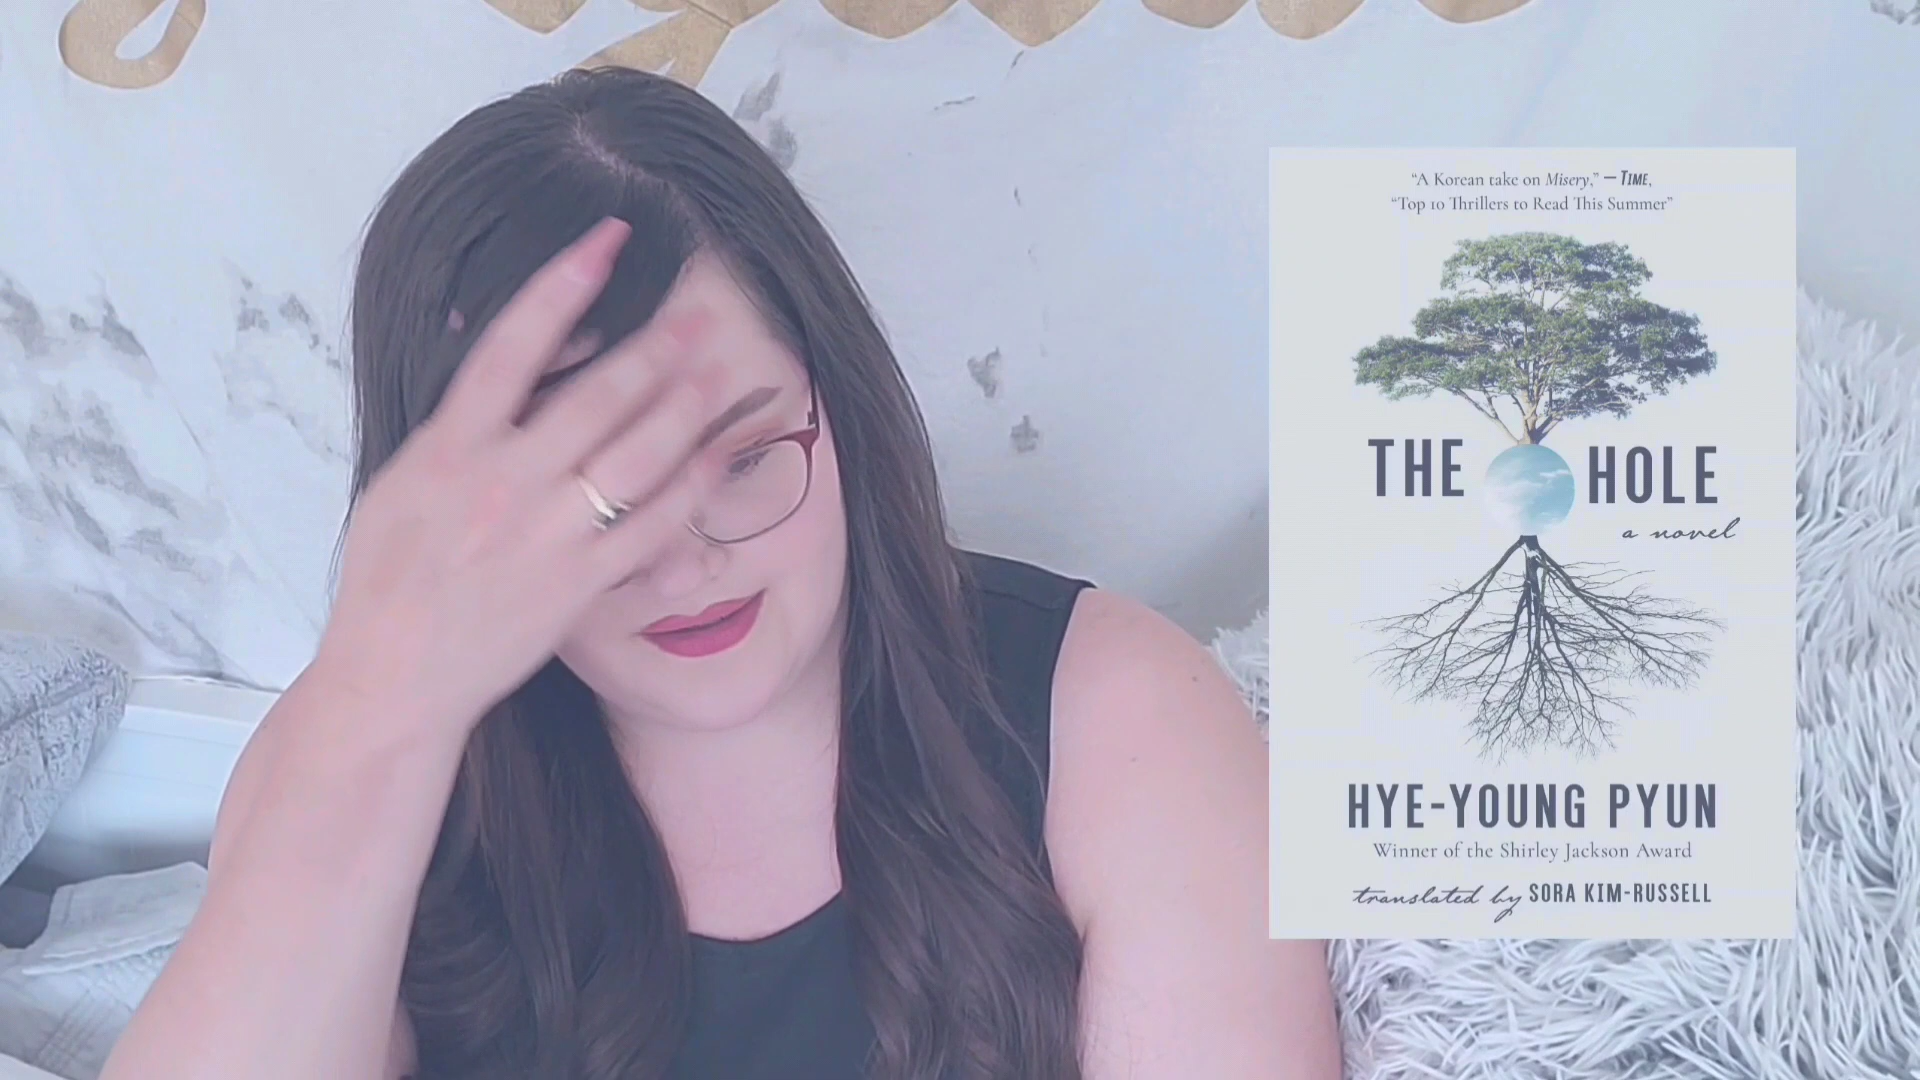 “A Korean take on Misery,” — TIME,
“Top 10 Thrillers to Read This Summer”
THE HOLE
a novel
HYE-YOUNG PYUN
Winner of the Shirley Jackson Award
translated by SORA KIM-RUSSELL